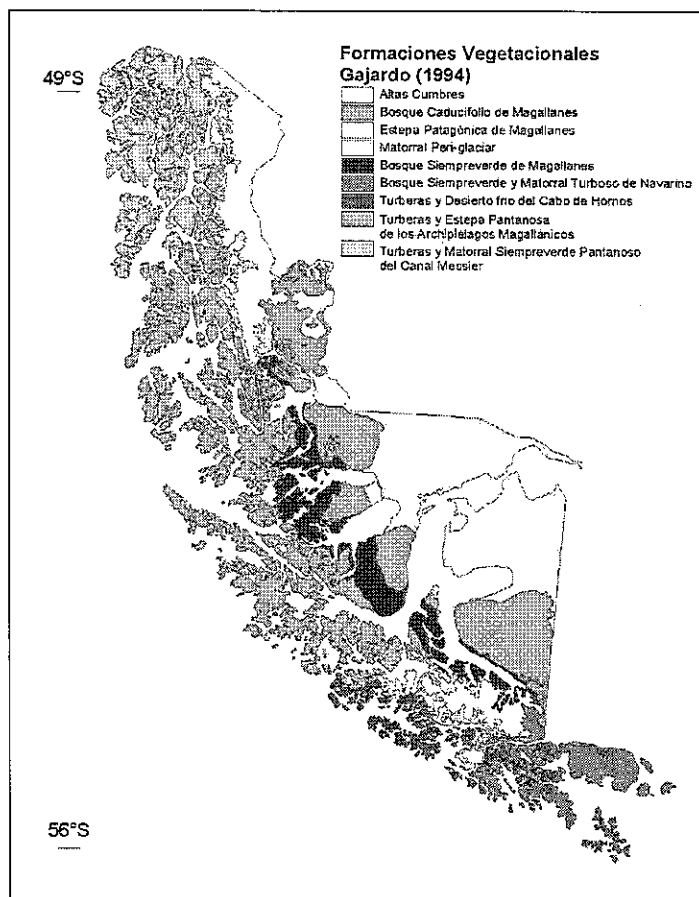 Formaciones Vegetacionales
Gajardo (1994)
49°S
Altas Cumbres
Bosque Caducifolio de Magallanes
Estepa Patagónica de Magallanes
Matorral Peri-glaciar
Bosque Siempreverde de Magallanes
Bosque Siempreverde y Matorral Turboso de Navarino
Turberas y Desierto frio del Cabo de Hornos
Turberas y Estepa Pantanosa
de los Archipiélagos Magallánicos
Turberas y Matorral Siempreverde Pantanoso
del Canal Messier
56°S